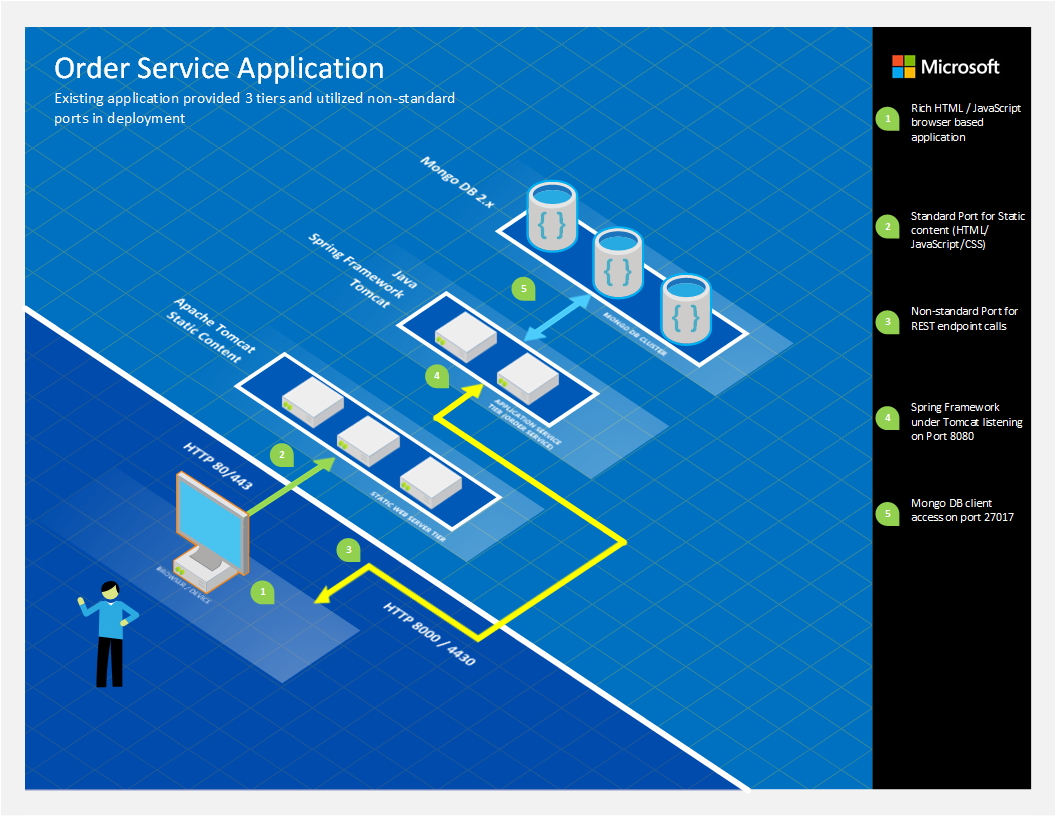 Order Service Application
Existing application provided 3 tiers and utilized non-standard
ports in deployment
Microsoft
1
Rich HTML / JavaScript
browser based
application
2
Standard Port for Static
content (HTML/
JavaScript/CSS)
3
Non-standard Port for
REST endpoint calls
4
Spring Framework
under Tomcat listening
on Port 8080
5
Mongo DB client
access on port 27017
Mongo DB 2.x
MONGO DB CLUSTER
5
Java
Spring Framework
Tomcat
APPLICATION SERVICE
TIER (ORDER SERVICE)
4
Apache Tomcat
Static Content
STATIC WEB SERVER TIER
HTTP 80/443
2
BROWSER / DEVICE
1
3
HTTP 8000 / 4430